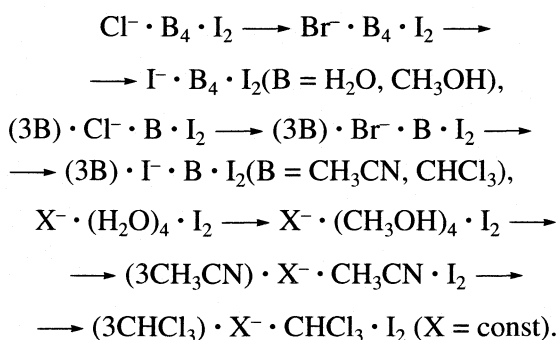 Cl⁻ · B₄ · I₂ ⟶ Br⁻ · B₄ · I₂ ⟶
⟶ I⁻ · B₄ · I₂(B = H₂O, CH₃OH),
(3B) · Cl⁻ · B · I₂ ⟶ (3B) · Br⁻ · B · I₂ ⟶
⟶ (3B) · I⁻ · B · I₂(B = CH₃CN, CHCl₃),
X⁻ · (H₂O)₄ · I₂ ⟶ X⁻ · (CH₃OH)₄ · I₂ ⟶
⟶ (3CH₃CN) · X⁻ · CH₃CN · I₂ ⟶
⟶ (3CHCl₃) · X⁻ · CHCl₃ · I₂ (X = const).